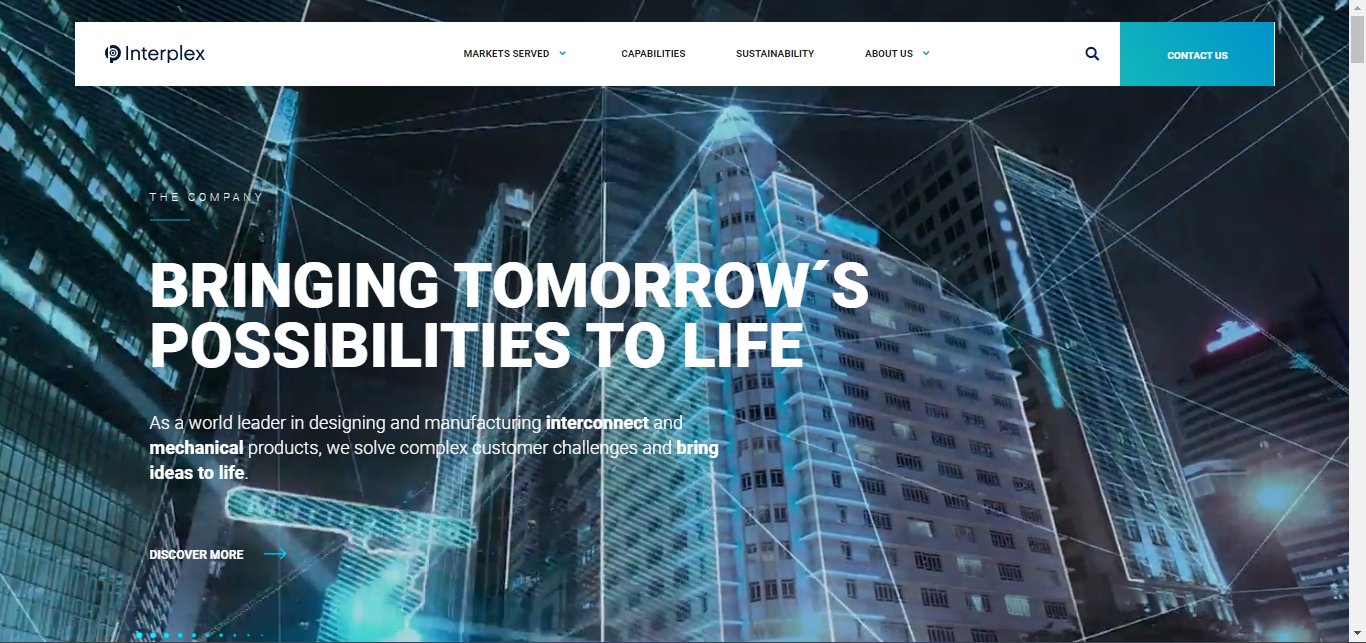 Interplex
MARKETS SERVED
CAPABILITIES
SUSTAINABILITY
ABOUT US
CONTACT US
THE COMPANY
BRINGING TOMORROW´S
POSSIBILITIES TO LIFE
As a world leader in designing and manufacturing interconnect and
mechanical products, we solve complex customer challenges and bring
ideas to life.
DISCOVER MORE